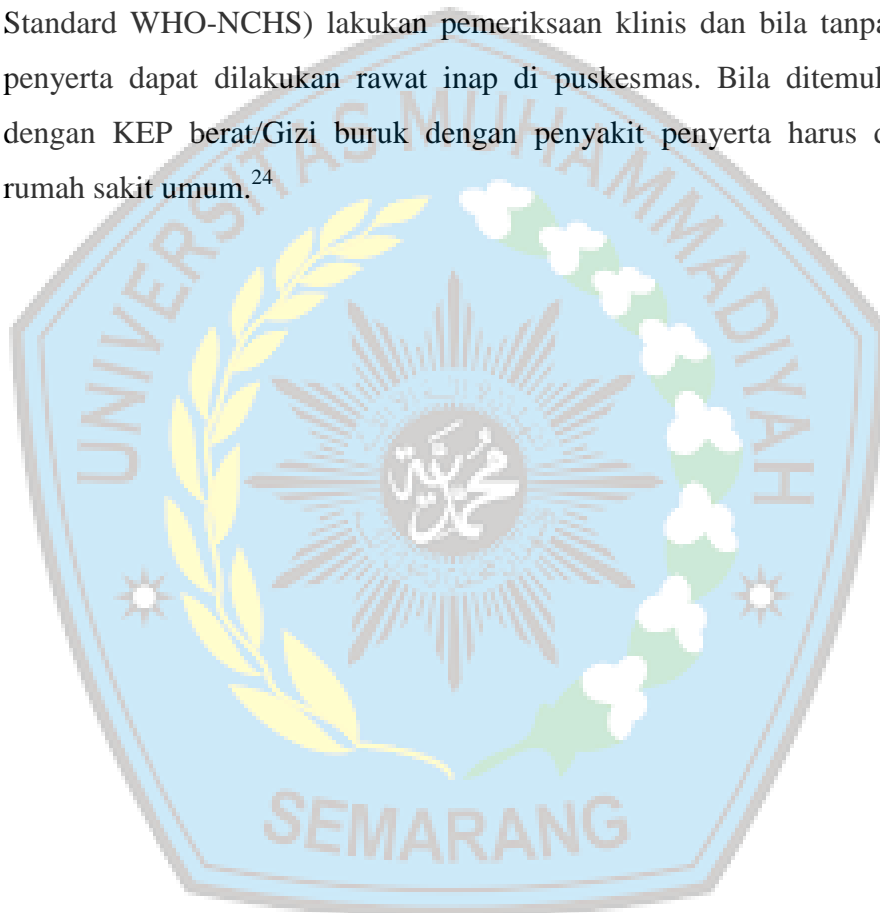 Standard WHO-NCHS) lakukan pemeriksaan klinis dan bila tanpa
penyerta dapat dilakukan rawat inap di puskesmas. Bila ditemuk
dengan KEP berat/Gizi buruk dengan penyakit penyerta harus d
rumah sakit umum.24
UNIVERSITAS MUHAMMADIYAH
SEMARANG